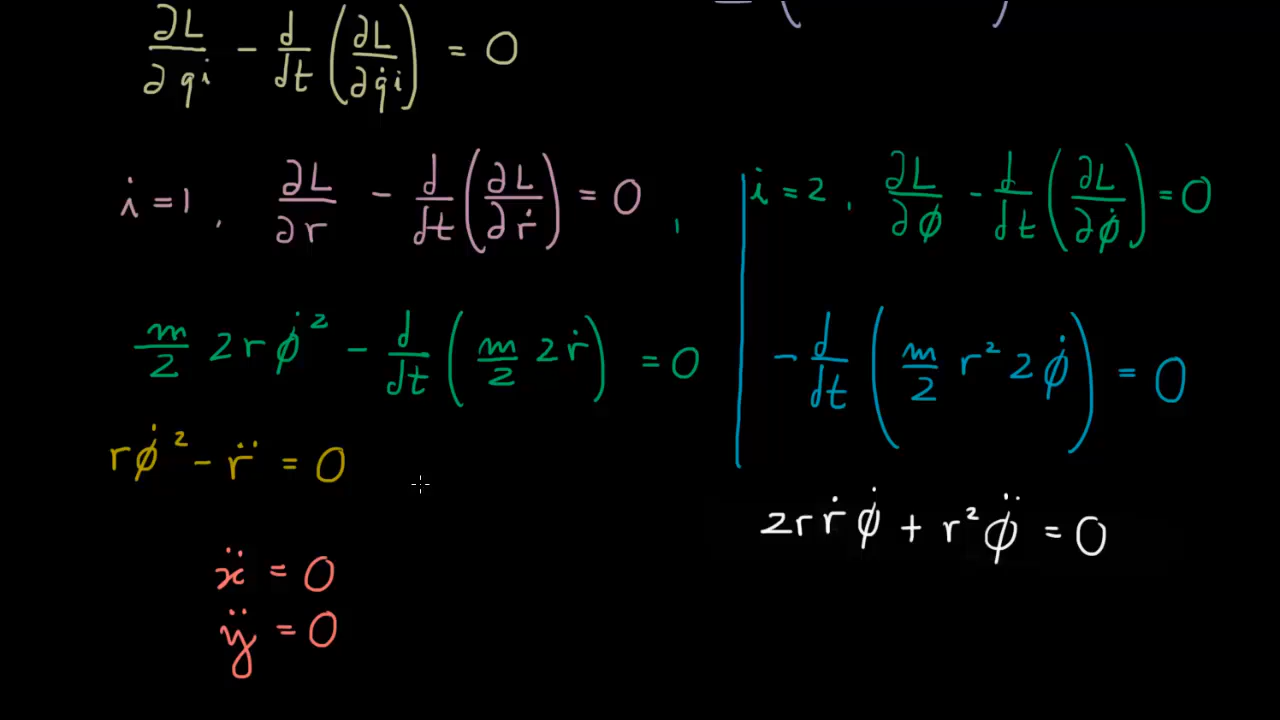 ∂L/∂qi − d/dt (∂L/∂q̇i) = 0
i = 1, ∂L/∂r − d/dt (∂L/∂ṙ) = 0,
m/2 2rϕ̇² − d/dt (m/2 2ṙ) = 0
rϕ̇² − r̈ = 0
ẍ = 0
ÿ = 0
i = 2, ∂L/∂ϕ − d/dt (∂L/∂ϕ̇) = 0
− d/dt (m/2 r² 2ϕ̇) = 0
2rṙϕ̇ + r²ϕ̈ = 0